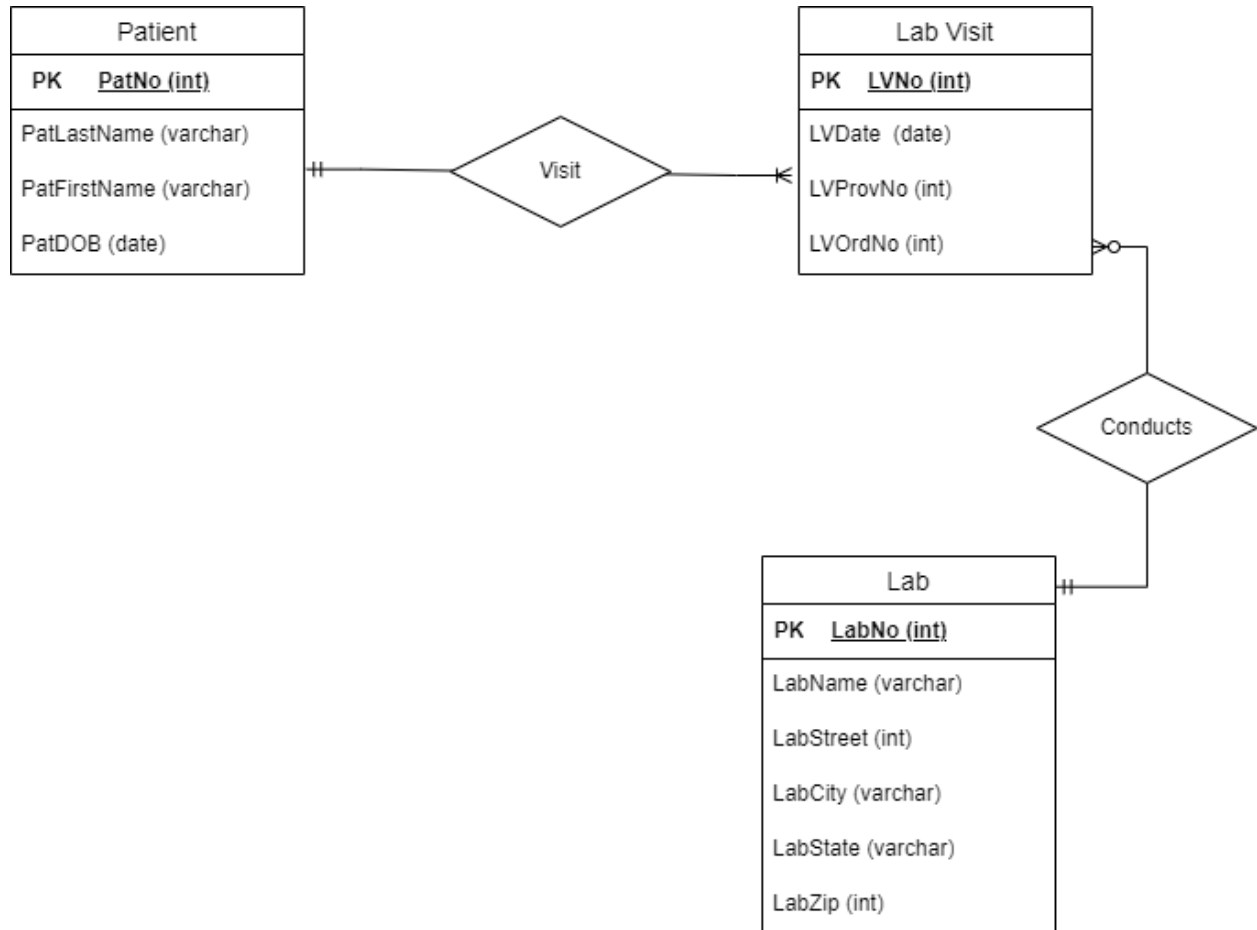 Patient
PK PatNo (int)
PatLastName (varchar)
PatFirstName (varchar)
PatDOB (date)
Visit
Lab Visit
PK LVNo (int)
LVDate (date)
LVProvNo (int)
LVOrdNo (int)
Conducts
Lab
PK LabNo (int)
LabName (varchar)
LabStreet (int)
LabCity (varchar)
LabState (varchar)
LabZip (int)